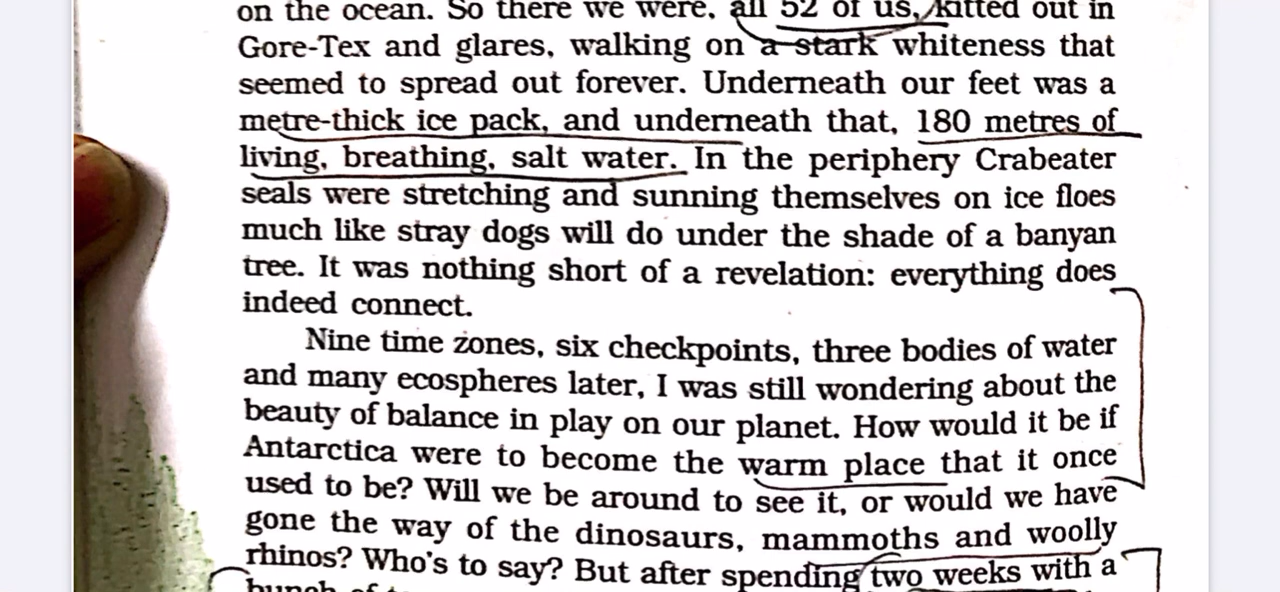 on the ocean. So there we were, all 52 of us, kitted out in
Gore-Tex and glares, walking on a stark whiteness that
seemed to spread out forever. Underneath our feet was a
metre-thick ice pack, and underneath that, 180 metres of
living, breathing, salt water. In the periphery Crabeater
seals were stretching and sunning themselves on ice floes
much like stray dogs will do under the shade of a banyan
tree. It was nothing short of a revelation: everything does
indeed connect.
Nine time zones, six checkpoints, three bodies of water
and many ecospheres later, I was still wondering about the
beauty of balance in play on our planet. How would it be if
Antarctica were to become the warm place that it once
used to be? Will we be around to see it, or would we have
gone the way of the dinosaurs, mammoths and woolly
rhinos? Who's to say? But after spending two weeks with a